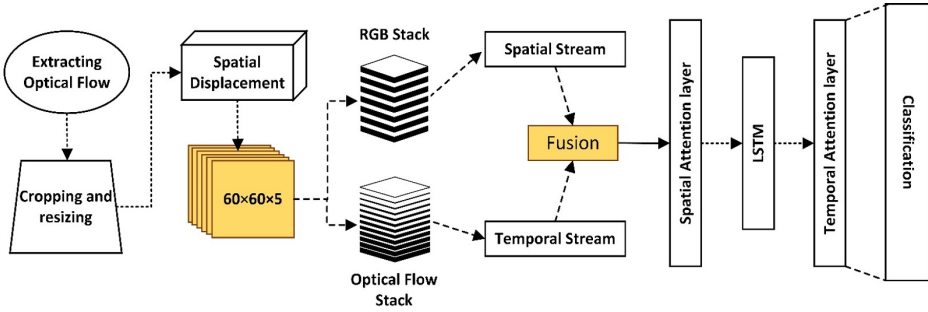 Extracting
Optical Flow
Cropping and
resizing
Spatial
Displacement
60×60×5
RGB Stack
Optical Flow
Stack
Spatial Stream
Fusion
Temporal Stream
Spatial Attention layer
LSTM
Temporal Attention layer
Classification